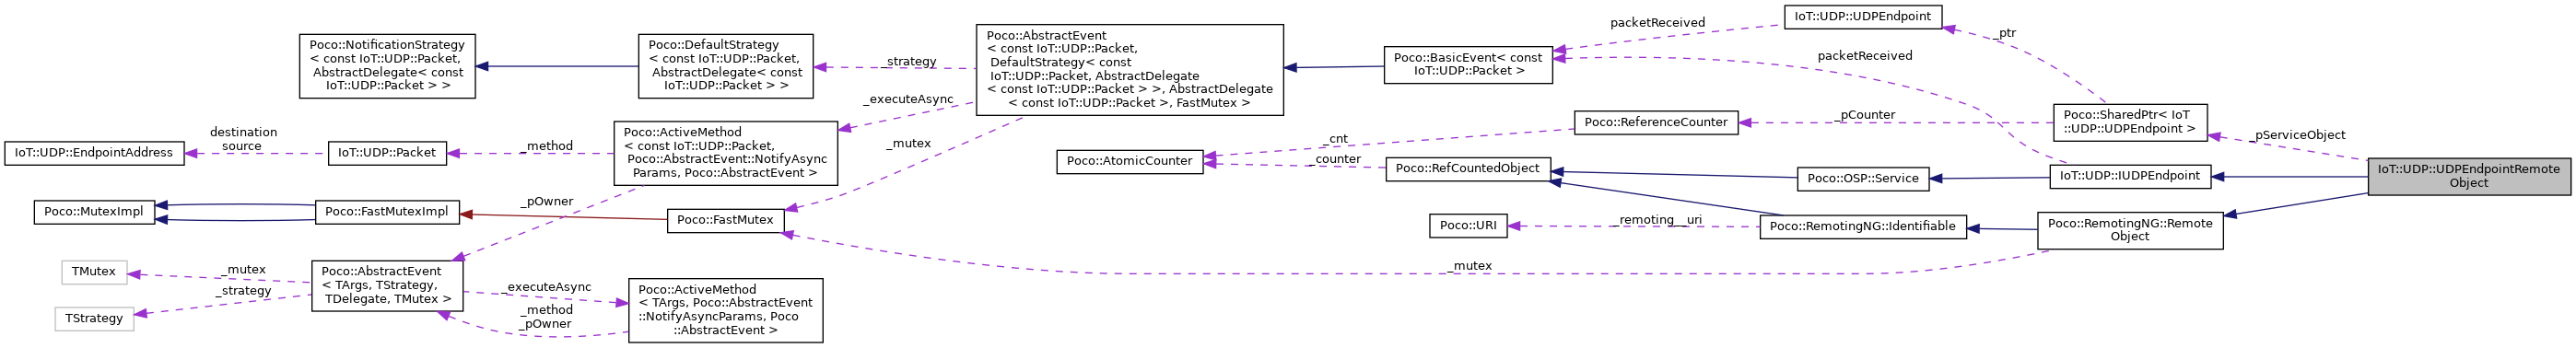 Poco::NotificationStrategy
< const IoT::UDP::Packet,
AbstractDelegate< const
IoT::UDP::Packet > >
Poco::DefaultStrategy
< const IoT::UDP::Packet,
AbstractDelegate< const
IoT::UDP::Packet > >
_strategy
Poco::AbstractEvent
< const IoT::UDP::Packet,
DefaultStrategy< const
IoT::UDP::Packet, AbstractDelegate
< const IoT::UDP::Packet > >, AbstractDelegate
< const IoT::UDP::Packet >, FastMutex >
Poco::BasicEvent< const
IoT::UDP::Packet >
packetReceived
packetReceived
IoT::UDP::UDPEndpoint
_ptr
IoT::UDP::EndpointAddress
destination
source
IoT::UDP::Packet
_method
Poco::ActiveMethod
< const IoT::UDP::Packet,
Poco::AbstractEvent::NotifyAsync
Params, Poco::AbstractEvent >
_executeAsync
_mutex
Poco::AtomicCounter
_cnt
_counter
Poco::ReferenceCounter
_pCounter
Poco::SharedPtr< IoT
::UDP::UDPEndpoint >
_pServiceObject
Poco::RefCountedObject
Poco::OSP::Service
IoT::UDP::IUDPEndpoint
IoT::UDP::UDPEndpointRemote
Object
Poco::MutexImpl
Poco::FastMutexImpl
Poco::FastMutex
_pOwner
Poco::URI
_remoting__uri
Poco::RemotingNG::Identifiable
Poco::RemotingNG::Remote
Object
_mutex
TMutex
_mutex
TStrategy
_strategy
Poco::AbstractEvent
< TArgs, TStrategy,
TDelegate, TMutex >
_executeAsync
_method
_pOwner
Poco::ActiveMethod
< TArgs, Poco::AbstractEvent
::NotifyAsyncParams, Poco
::AbstractEvent >